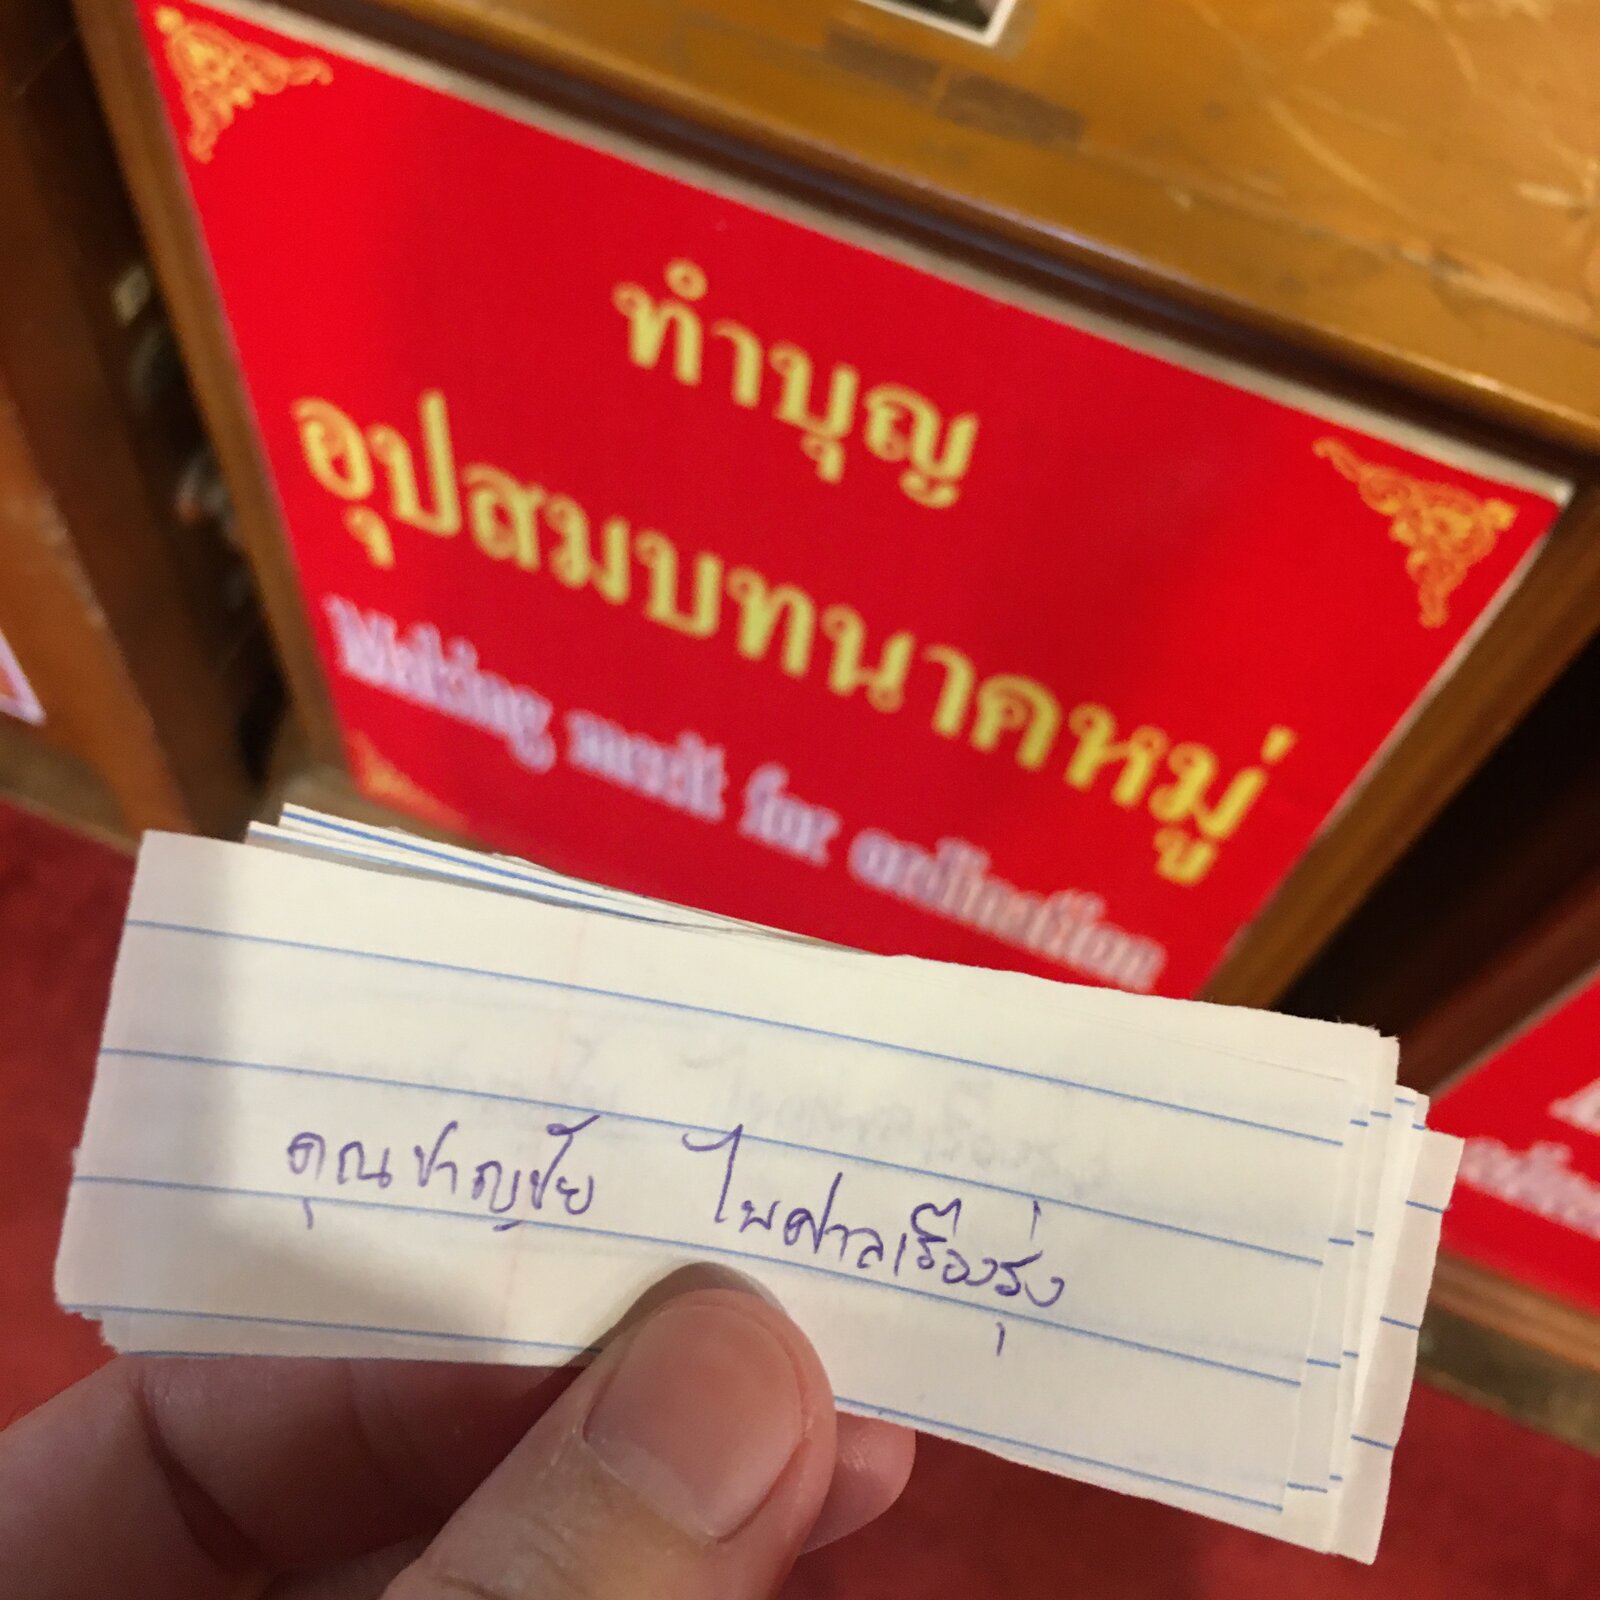 ทำบุญ
อุปสมบทนาคหมู่
Making merit for ordination
คุณชาญชัย ไพศาลเรืองรุ่ง